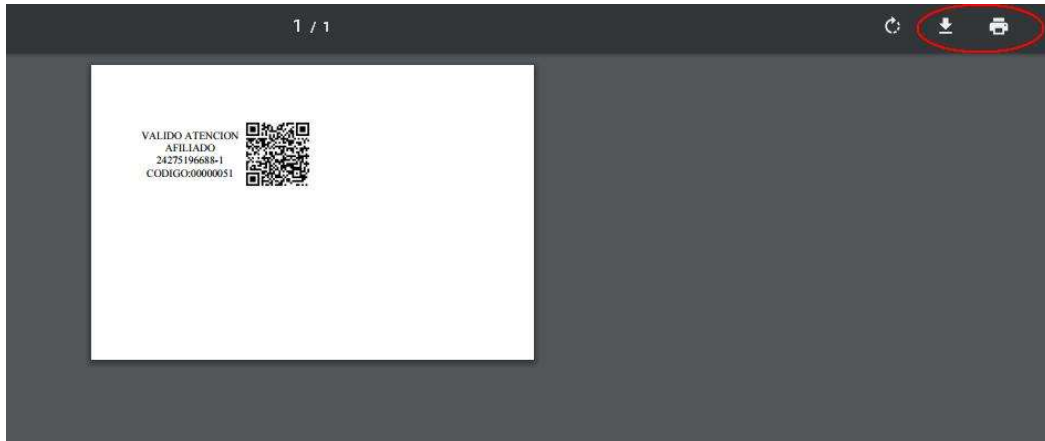 1 / 1
VALIDO ATENCION
AFILIADO
24275196688-1
CODIGO:00000051